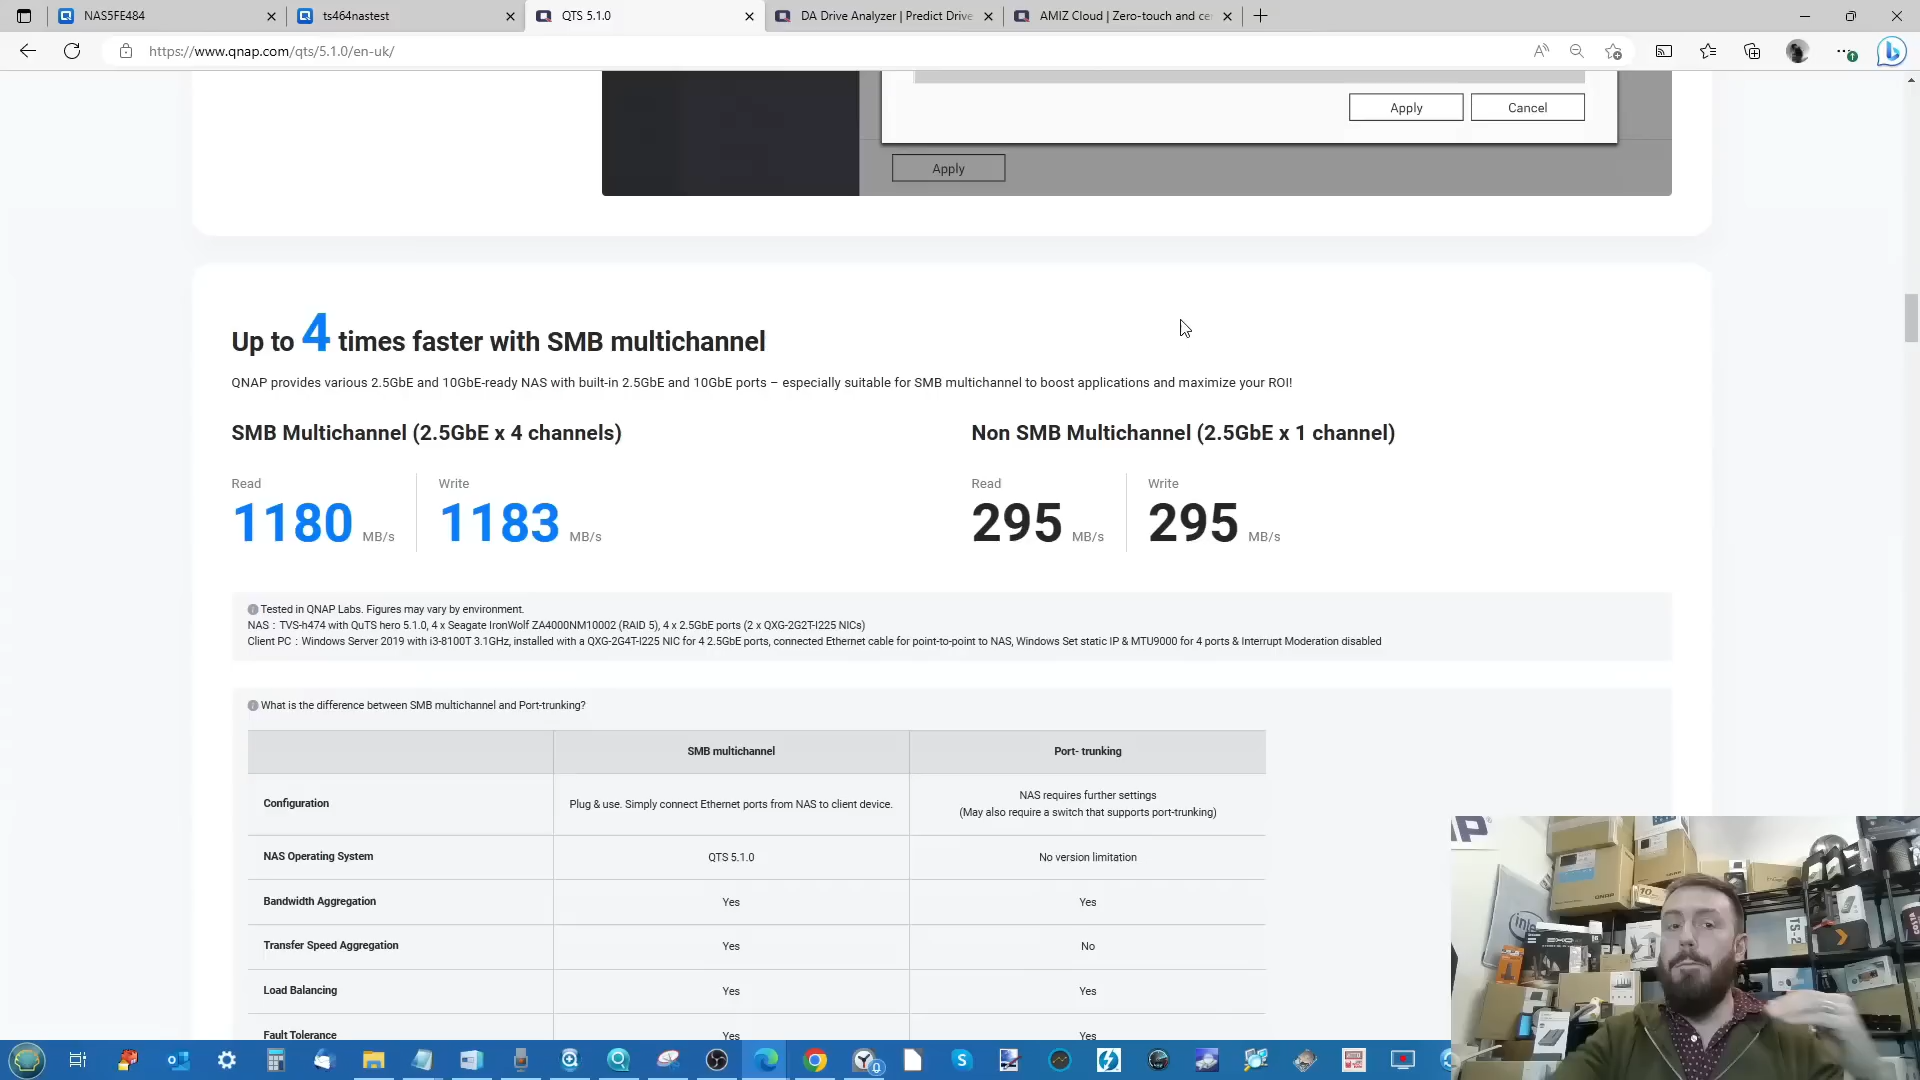 NAS5FE484
ts464nastest
QTS 5.1.0
DA Drive Analyzer | Predict Drive
AMIZ Cloud | Zero-touch and ce
https://www.qnap.com/qts/5.1.0/en-uk/
Apply
Cancel
Apply
Up to 4 times faster with SMB multichannel
QNAP provides various 2.5GbE and 10GbE-ready NAS with built-in 2.5GbE and 10GbE ports – especially suitable for SMB multichannel to boost applications and maximize your ROI!
SMB Multichannel (2.5GbE x 4 channels)
Non SMB Multichannel (2.5GbE x 1 channel)
Read
Write
Read
Write
1180 MB/s
1183 MB/s
295 MB/s
295 MB/s
Tested in QNAP Labs. Figures may vary by environment.
NAS : TVS-h474 with QuTS hero 5.1.0, 4 x Seagate IronWolf ZA4000NM10002 (RAID 5), 4 x 2.5GbE ports (2 x QXG-2G2T-I225 NICs)
Client PC : Windows Server 2019 with i3-8100T 3.1GHz, installed with a QXG-2G4T-I225 NIC for 4 2.5GbE ports, connected Ethernet cable for point-to-point to NAS, Windows Set static IP & MTU9000 for 4 ports & Interrupt Moderation disabled
What is the difference between SMB multichannel and Port-trunking?
SMB multichannel
Port- trunking
Configuration
Plug & use. Simply connect Ethernet ports from NAS to client device.
NAS requires further settings
(May also require a switch that supports port-trunking)
NAS Operating System
QTS 5.1.0
No version limitation
Bandwidth Aggregation
Yes
Yes
Transfer Speed Aggregation
Yes
No
Load Balancing
Yes
Yes
Fault Tolerance
Yes
Yes
intel